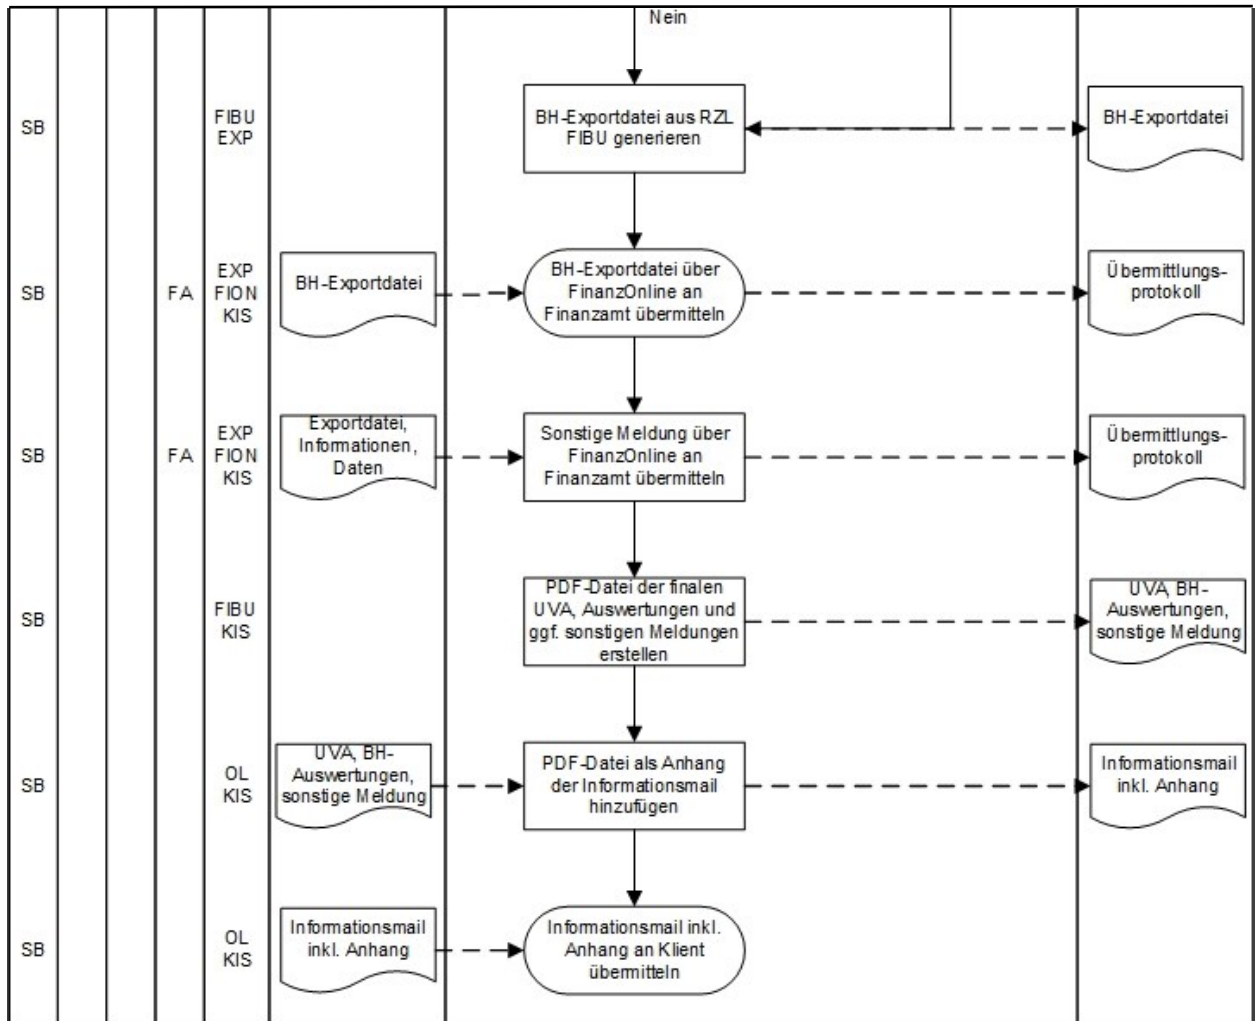 Nein
SB
FIBU
EXP
BH-Exportdatei aus RZL
FIBU generieren
BH-Exportdatei
SB
FA
EXP
FION
KIS
BH-Exportdatei
BH-Exportdatei über
FinanzOnline an
Finanzamt übermitteln
Übermittlungs-
protokoll
SB
FA
EXP
FION
KIS
Exportdatei,
Informationen,
Daten
Sonstige Meldung über
FinanzOnline an
Finanzamt übermitteln
Übermittlungs-
protokoll
SB
FIBU
KIS
PDF-Datei der finalen
UVA, Auswertungen und
ggf. sonstigen Meldungen
erstellen
UVA, BH-
Auswertungen,
sonstige Meldung
SB
OL
KIS
UVA, BH-
Auswertungen,
sonstige Meldung
PDF-Datei als Anhang
der Informationsmail
hinzufügen
Informationsmail
inkl. Anhang
SB
OL
KIS
Informationsmail
inkl. Anhang
Informationsmail inkl.
Anhang an Klient
übermitteln